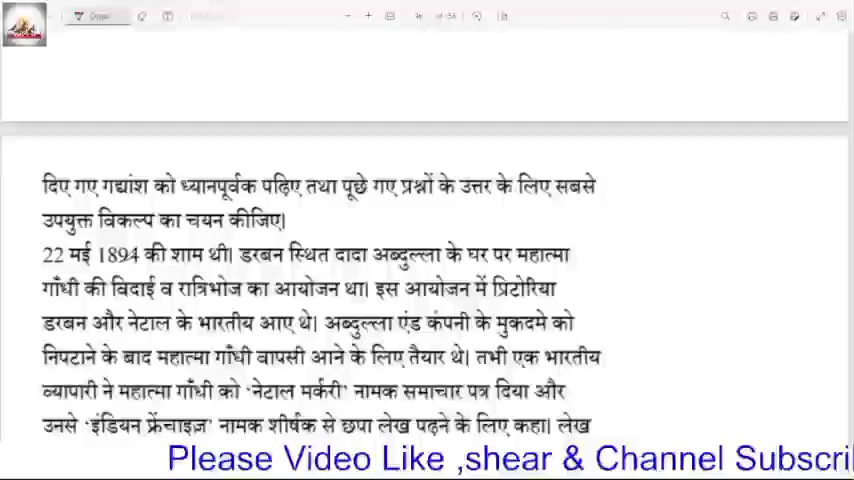 Draw
दिए गए गद्यांश को ध्यानपूर्वक पढ़िए तथा पूछे गए प्रश्नों के उत्तर के लिए सबसे
उपयुक्त विकल्प का चयन कीजिए|
22 मई 1894 की शाम थी| डरबन स्थित दादा अब्दुल्ला के घर पर महात्मा
गाँधी की विदाई व रात्रिभोज का आयोजन था| इस आयोजन में प्रिटोरिया
डरबन और नेटाल के भारतीय आए थे| अब्दुल्ला एंड कंपनी के मुकदमे को
निपटाने के बाद महात्मा गाँधी वापसी आने के लिए तैयार थे| तभी एक भारतीय
व्यापारी ने महात्मा गाँधी को 'नेटाल मर्करी' नामक समाचार पत्र दिया और
उनसे 'इंडियन फ्रेंचाइज़' नामक शीर्षक से छपा लेख पढ़ने के लिए कहा| लेख
Please Video Like ,shear & Channel Subscri